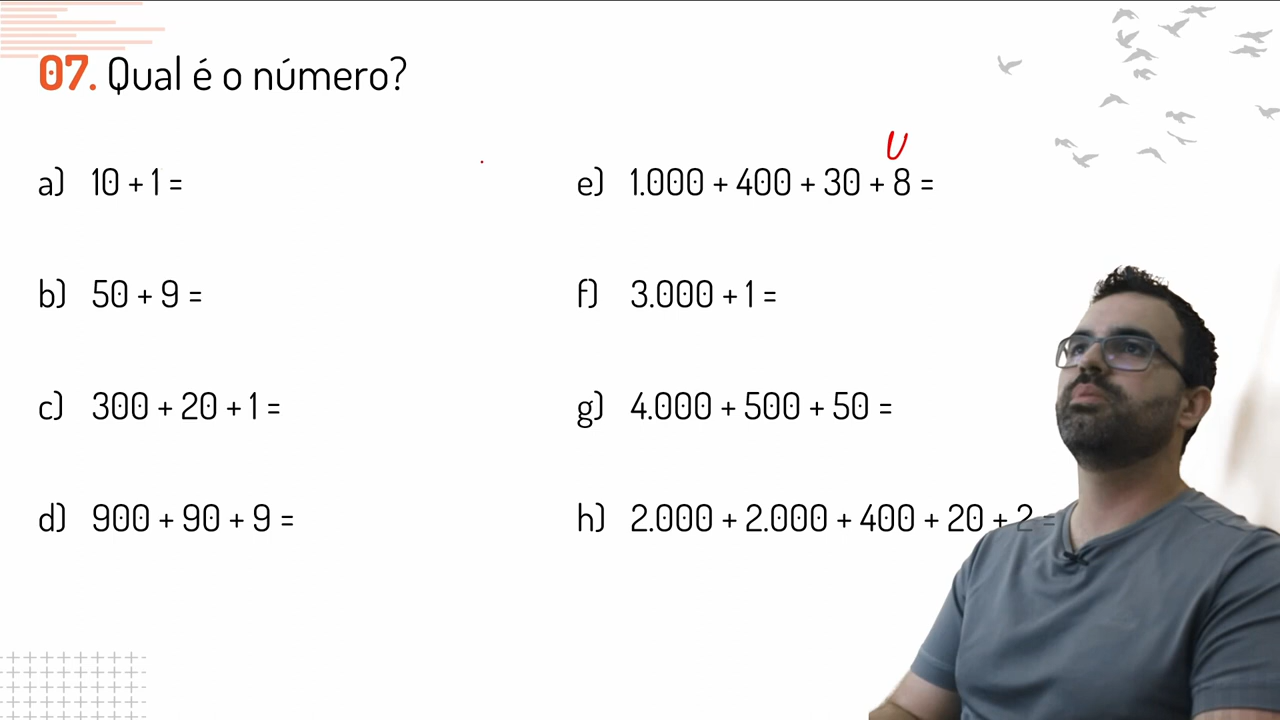 07. Qual é o número?
a) 10 + 1 =
b) 50 + 9 =
c) 300 + 20 + 1 =
d) 900 + 90 + 9 =
U
e) 1.000 + 400 + 30 + 8 =
f) 3.000 + 1 =
g) 4.000 + 500 + 50 =
h) 2.000 + 2.000 + 400 + 20 + 2 =